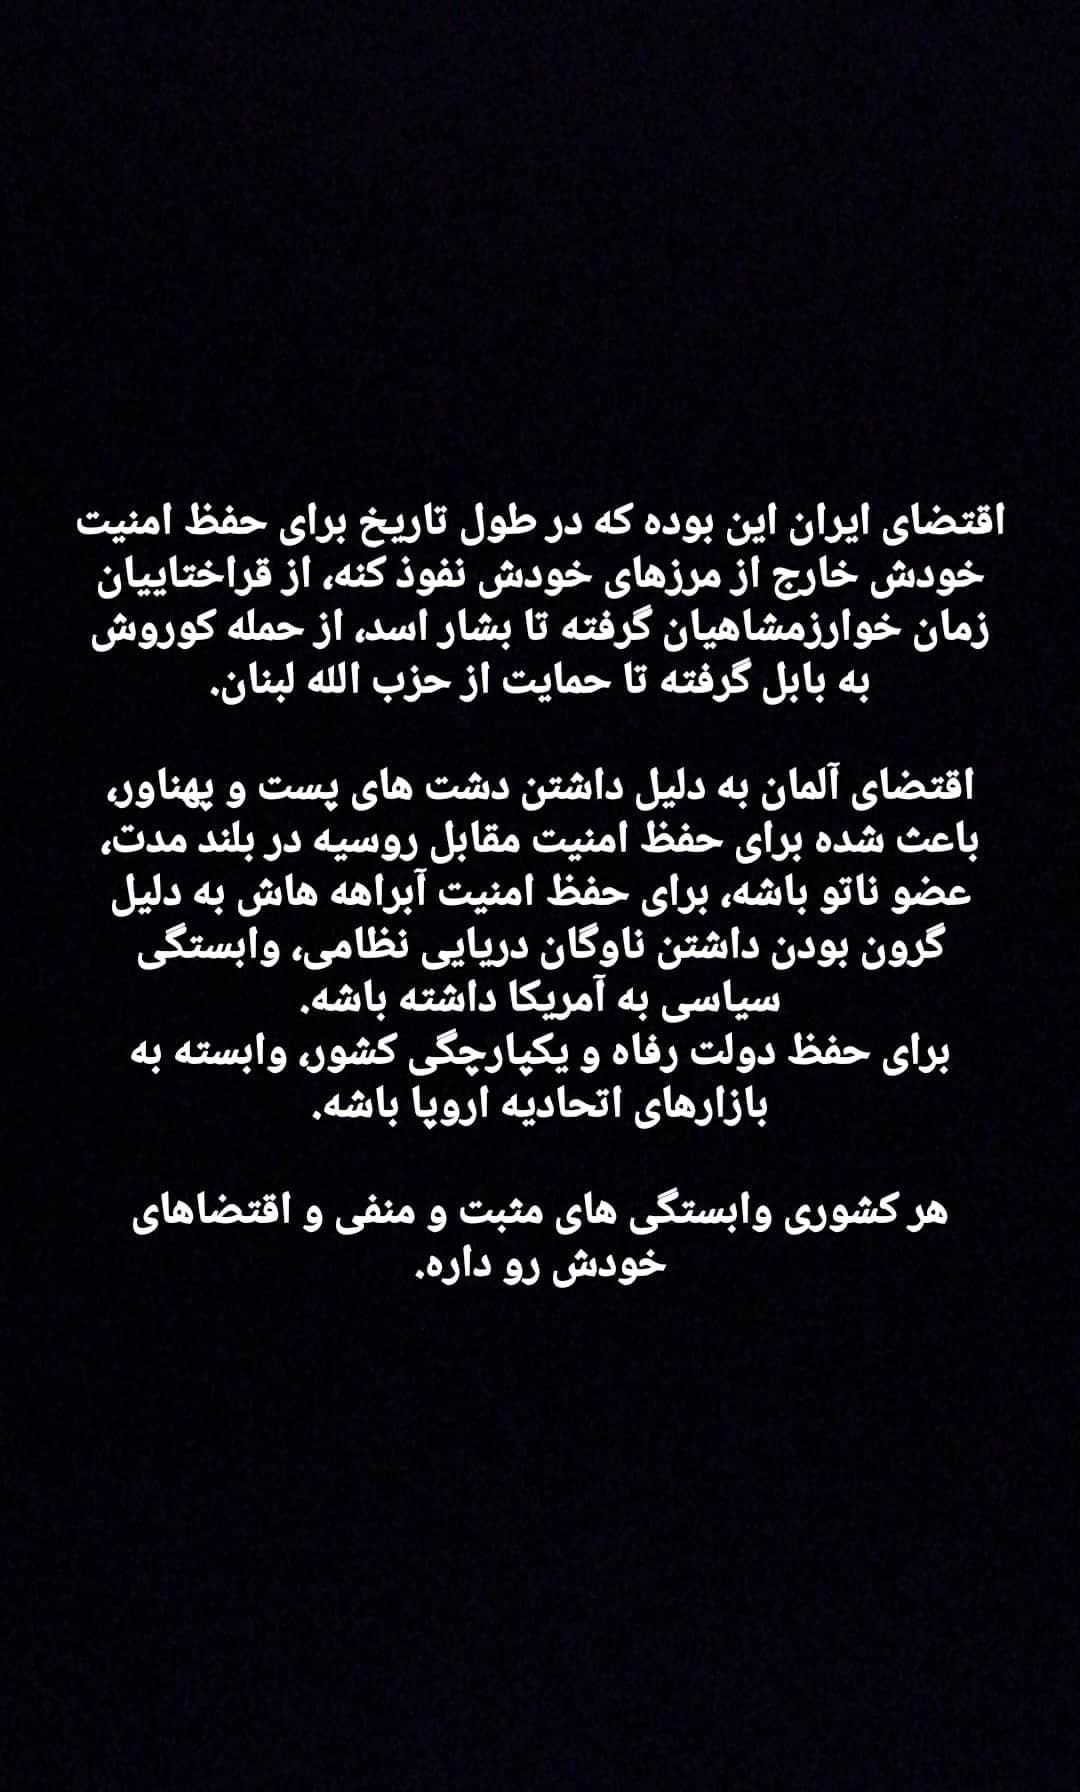 اقتضای ایران این بوده که در طول تاریخ برای حفظ امنیت
خودش خارج از مرزهای خودش نفوذ کنه، از قراختاییان
زمان خوارزمشاهیان گرفته تا بشار اسد، از حمله کوروش
به بابل گرفته تا حمایت از حزب الله لبنان.
اقتضای آلمان به دلیل داشتن دشت های پست و پهناور،
باعث شده برای حفظ امنیت مقابل روسیه در بلند مدت،
عضو ناتو باشه، برای حفظ امنیت آبراهه هاش به دلیل
گرون بودن داشتن ناوگان دریایی نظامی، وابستگی
سیاسی به آمریکا داشته باشه.
برای حفظ دولت رفاه و یکپارچگی کشور، وابسته به
بازارهای اتحادیه اروپا باشه.
هر کشوری وابستگی های مثبت و منفی و اقتضاهای
خودش رو داره.